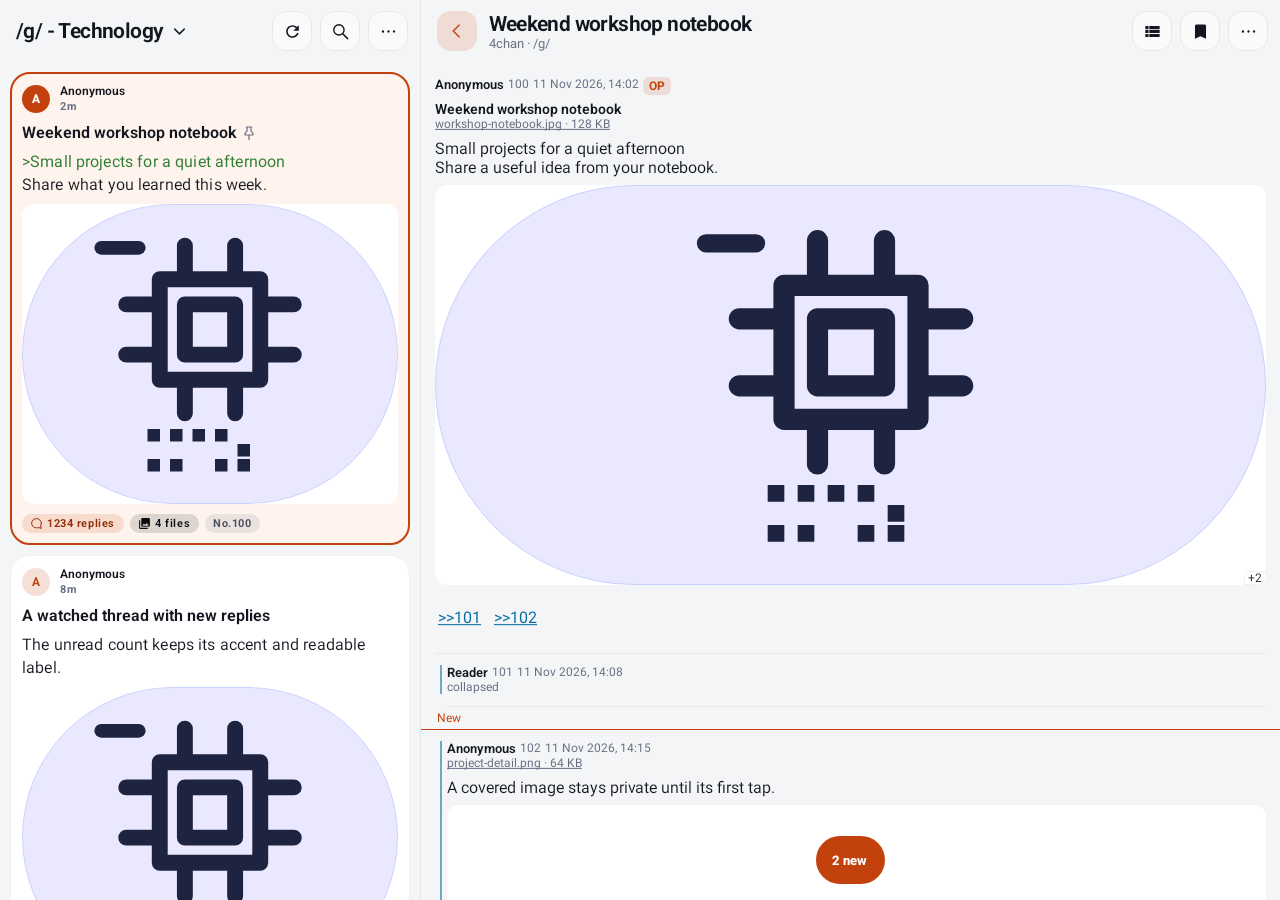 /g/ - Technology
A
Anonymous
2m
Weekend workshop notebook
>Small projects for a quiet afternoon
Share what you learned this week.
1234 replies
4 files
No.100
A
Anonymous
8m
A watched thread with new replies
The unread count keeps its accent and readable
label.
Weekend workshop notebook
4chan · /g/
Anonymous 100 11 Nov 2026, 14:02 OP
Weekend workshop notebook
workshop-notebook.jpg · 128 KB
Small projects for a quiet afternoon
Share a useful idea from your notebook.
+2
>>101 >>102
Reader 101 11 Nov 2026, 14:08
collapsed
New
Anonymous 102 11 Nov 2026, 14:15
project-detail.png · 64 KB
A covered image stays private until its first tap.
2 new